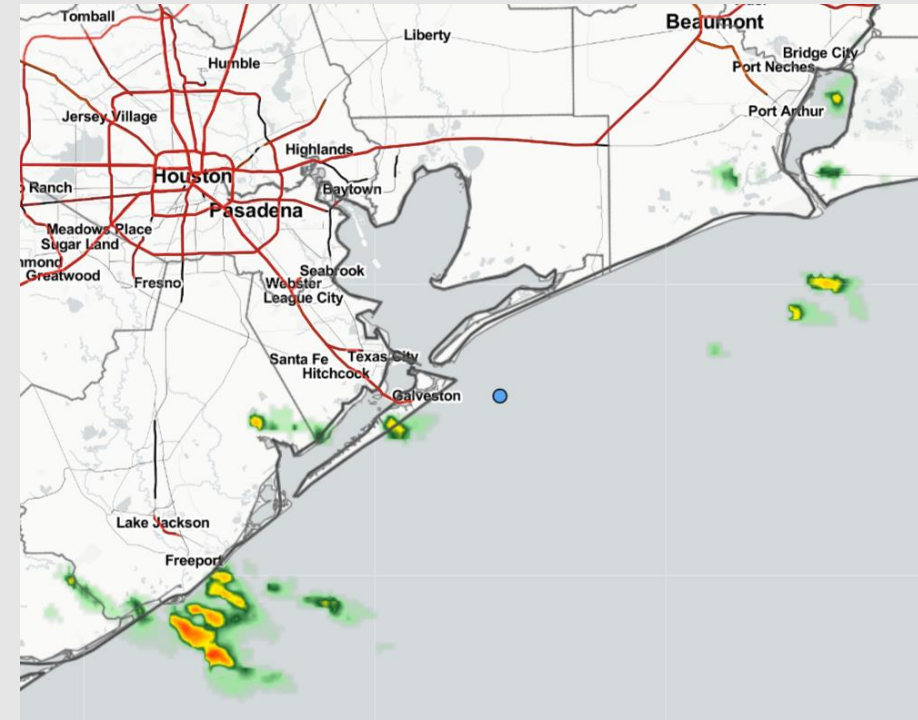 Tomball
Beaumont
Liberty
Bridge City
Humble
Port Neches
Port Arthur
Jersey Village
Highlands
Houston
Ranch
Baytown
Pasadena
Meadows Place
Sugar Land
Greatwood
Seabrook
Fresno
Webster
League City
Santa Fe
Texas City
Hitchcock
Galveston
Lake Jackson
Freeport